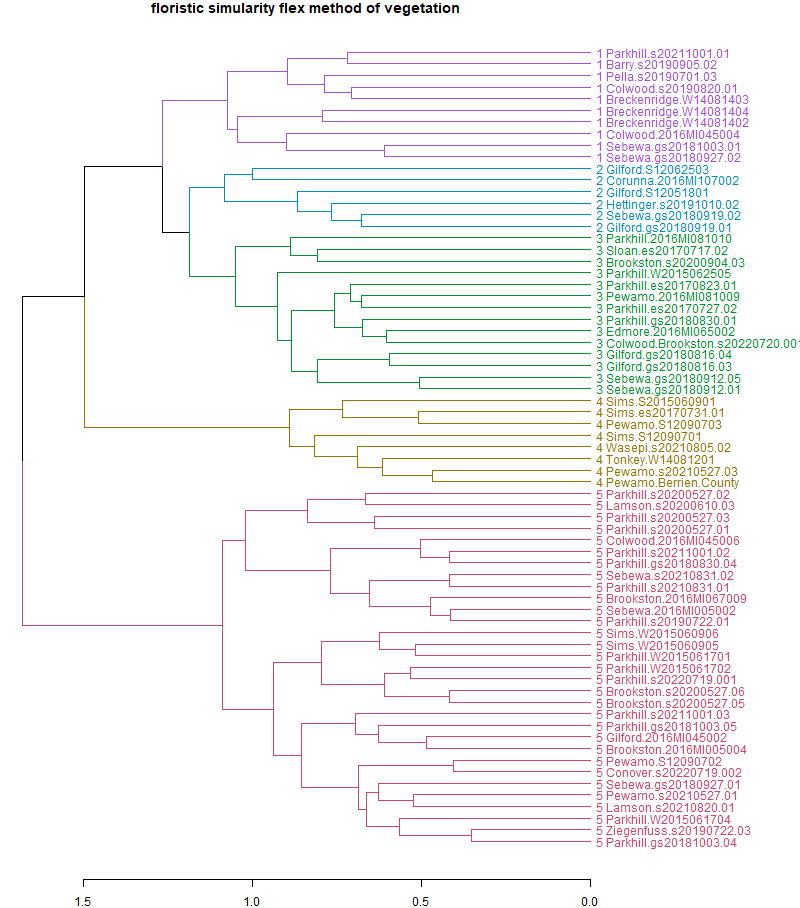 floristic simularity flex method of vegetation
1 Parkhill.s20211001.01
1 Barry.s20190905.02
1 Pella.s20190701.03
1 Colwood.s20190820.01
1 Breckenridge.W14081403
1 Breckenridge.W14081404
1 Breckenridge.W14081402
1 Colwood.2016MI045004
1 Sebewa.gs20181003.01
1 Sebewa.gs20180927.02
2 Gilford.S12062503
2 Corunna.2016MI107002
2 Gilford.S12051801
2 Hettinger.s20191010.02
2 Sebewa.gs20180919.02
2 Gilford.gs20180919.01
3 Parkhill.2016MI081010
3 Sloan.es20170717.02
3 Brookston.s20200904.03
3 Parkhill.W2015062505
3 Parkhill.es20170823.01
3 Pewamo.2016MI081009
3 Parkhill.es20170727.02
3 Parkhill.gs20180830.01
3 Edmore.2016MI065002
3 Colwood.Brookston.s20220720.001
3 Gilford.gs20180816.04
3 Gilford.gs20180816.03
3 Sebewa.gs20180912.05
3 Sebewa.gs20180912.01
4 Sims.S2015060901
4 Sims.es20170731.01
4 Pewamo.S12090703
4 Sims.S12090701
4 Wasepi.s20210805.02
4 Tonkey.W14081201
4 Pewamo.s20210527.03
4 Pewamo.Berrien.County
5 Parkhill.s20200527.02
5 Lamson.s20200610.03
5 Parkhill.s20200527.03
5 Parkhill.s20200527.01
5 Colwood.2016MI045006
5 Parkhill.s20211001.02
5 Parkhill.gs20180830.04
5 Sebewa.s20210831.02
5 Parkhill.s20210831.01
5 Brookston.2016MI067009
5 Sebewa.2016MI005002
5 Parkhill.s20190722.01
5 Sims.W2015060906
5 Sims.W2015060905
5 Parkhill.W2015061701
5 Parkhill.W2015061702
5 Parkhill.s20220719.001
5 Brookston.s20200527.06
5 Brookston.s20200527.05
5 Parkhill.s20211001.03
5 Parkhill.gs20181003.05
5 Gilford.2016MI045002
5 Brookston.2016MI005004
5 Pewamo.S12090702
5 Conover.s20220719.002
5 Sebewa.gs20180927.01
5 Pewamo.s20210527.01
5 Lamson.s20210820.01
5 Parkhill.W2015061704
5 Ziegenfuss.s20190722.03
5 Parkhill.gs20181003.04
1.5 1.0 0.5 0.0